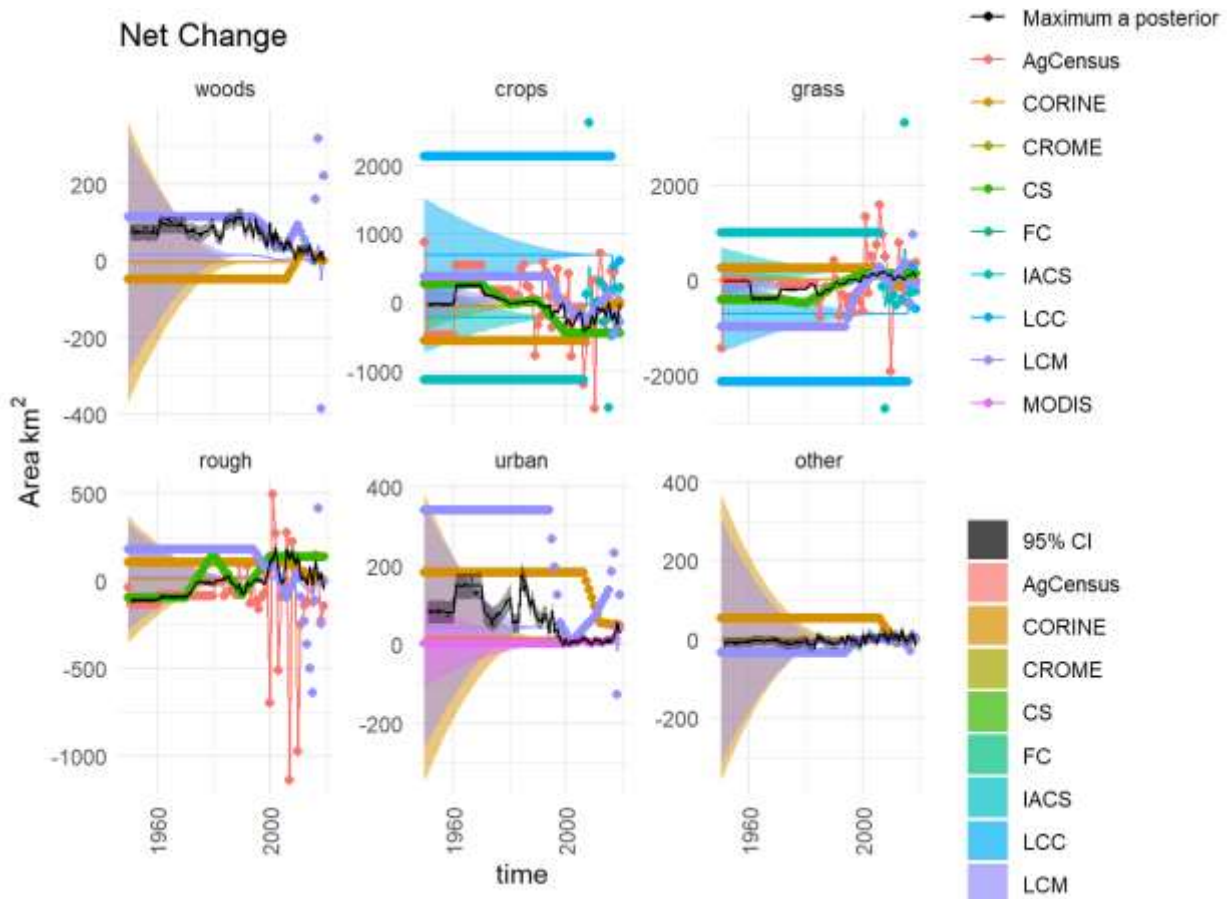 Net Change
woods
crops
grass
200
0
-200
-400
2000
1000
0
-1000
2000
0
-2000
rough
urban
other
500
0
-500
-1000
400
200
0
-200
400
200
0
-200
1960
2000
1960
2000
1960
2000
Area km²
time
Maximum a posterior
AgCensus
CORINE
CROME
CS
FC
IACS
LCC
LCM
MODIS
95% CI
AgCensus
CORINE
CROME
CS
FC
IACS
LCC
LCM